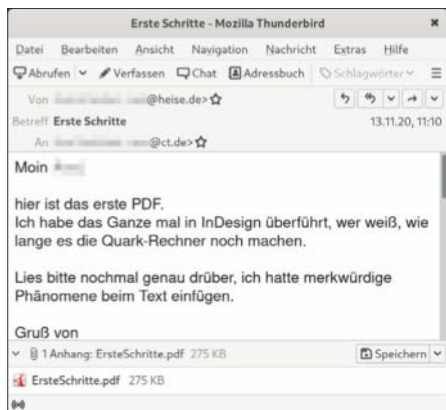 Erste Schritte - Mozilla Thunderbird
Datei Bearbeiten Ansicht Navigation Nachricht Extras Hilfe
Abrufen Verfassen Chat Adressbuch Schlagwörter
Von @heise.de>
Betreff Erste Schritte 13.11.20, 11:10
An @ct.de>
Moin
hier ist das erste PDF.
Ich habe das Ganze mal in InDesign überführt, wer weiß, wie
lange es die Quark-Rechner noch machen.
Lies bitte nochmal genau drüber, ich hatte merkwürdige
Phänomene beim Text einfügen.
Gruß von
1 Anhang: ErsteSchritte.pdf 275 KB Speichern
ErsteSchritte.pdf 275 KB